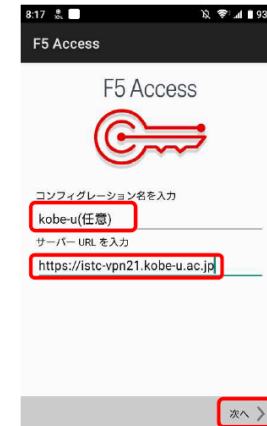 8:17
93
F5 Access
F5 Access
コンフィグレーション名を入力
kobe-u(任意)
サーバー URL を入力
https://istc-vpn21.kobe-u.ac.jp
次へ